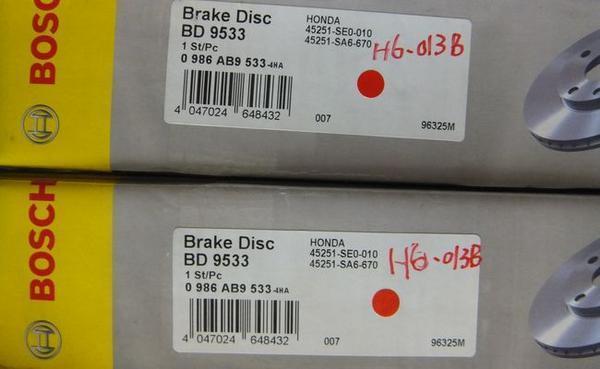 BOSCH
Brake Disc
BD 9533
1 St/Pc
0 986 AB9 533-4HA
HONDA
45251-SE0-010
45251-SA6-670
H6-013B
4 047024 648432
007
96325M
BOSCH
Brake Disc
BD 9533
1 St/Pc
0 986 AB9 533-4HA
HONDA
45251-SE0-010
45251-SA6-670
H6-013B
4 047024 648432
007
96325M